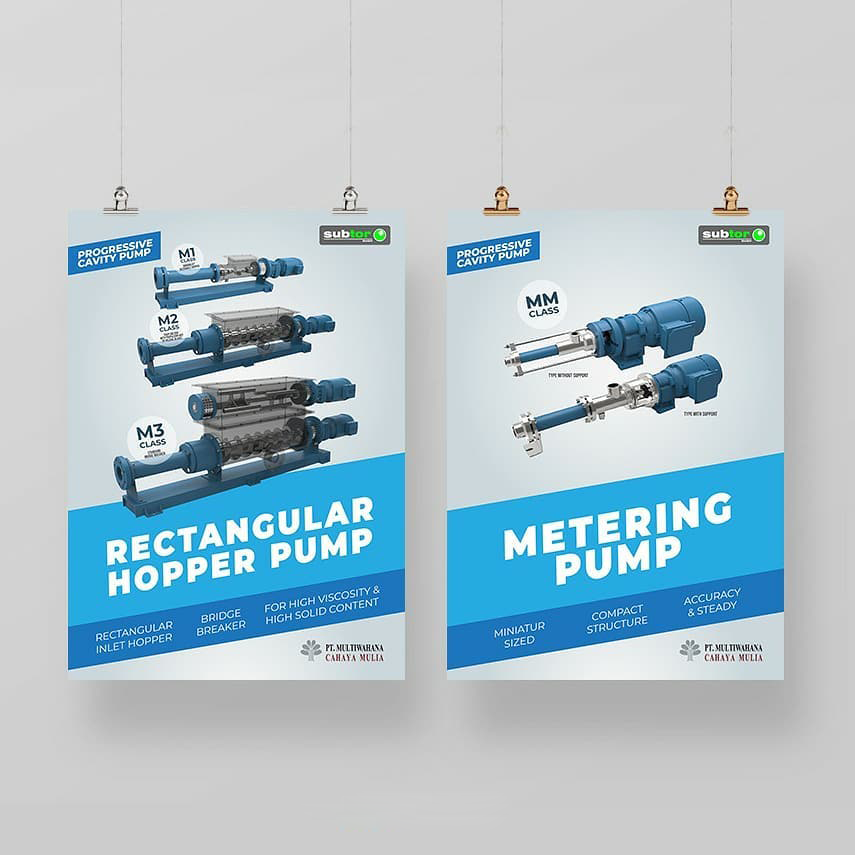 PROGRESSIVE
CAVITY PUMP
subtor
M1
CLASS
M2
CLASS
M3
CLASS
RECTANGULAR
HOPPER PUMP
RECTANGULAR
INLET HOPPER
BRIDGE
BREAKER
FOR HIGH VISCOSITY &
HIGH SOLID CONTENT
PT. MULTIWAHANA
CAHAYA MULIA
PROGRESSIVE
CAVITY PUMP
subtor
MM
CLASS
TYPE WITHOUT SUPPORT
TYPE WITH SUPPORT
METERING
PUMP
MINIATUR
SIZED
COMPACT
STRUCTURE
ACCURACY
& STEADY
PT. MULTIWAHANA
CAHAYA MULIA